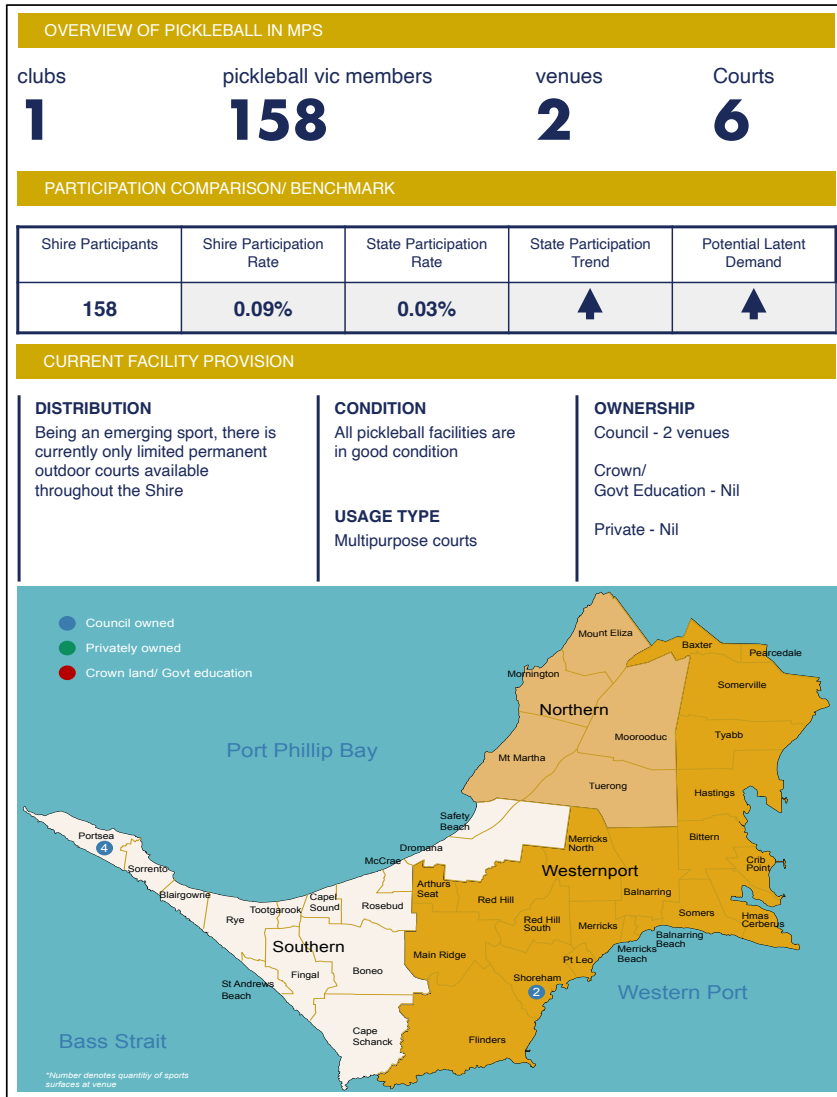 OVERVIEW OF PICKLEBALL IN MPS
clubs
1
pickleball vic members
158
venues
2
Courts
6
PARTICIPATION COMPARISON/ BENCHMARK
Shire Participants
Shire Participation
Rate
State Participation
Rate
State Participation
Trend
Potential Latent
Demand
158
0.09%
0.03%
CURRENT FACILITY PROVISION
DISTRIBUTION
Being an emerging sport, there is
currently only limited permanent
outdoor courts available
throughout the Shire
CONDITION
All pickleball facilities are
in good condition
USAGE TYPE
Multipurpose courts
OWNERSHIP
Council - 2 venues
Crown/
Govt Education - Nil
Private - Nil
Council owned
Privately owned
Crown land/ Govt education
Port Phillip Bay
Mount Eliza
Baxter
Pearcedale
Mornington
Somerville
Northern
Moorooduc
Tyabb
Mt Martha
Tuerong
Hastings
Safety
Beach
Portsea
4
Sorrento
Dromana
Merricks
North
Bittern
McCrae
Westernport
Crib
Point
Blairgowne
Arthurs
Seat
Red Hill
Balnarring
Rye
Tootgarook
Capel
Sound
Rosebud
Red Hill
South
Merricks
Somers
Hmas
Cerberus
Southern
Main Ridge
Balnarring
Beach
Merricks
Beach
Pt Leo
Fingal
Boneo
St Andrews
Beach
Shoreham
2
Western Port
Cape
Schanck
Flinders
Bass Strait
*Number denotes quantitiy of sports
surfaces at venue